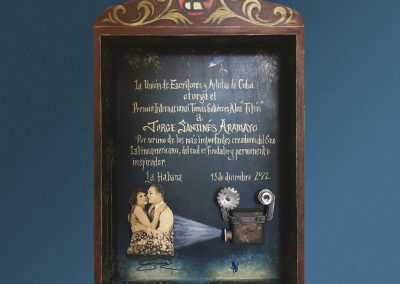 La Unión de Escritores y Artistas de Cuba
otorga el
Premio Internacional Tomás Gutiérrez Alea "Titón"
a
JORGE SANJINÉS ARAMAYO
Por ser uno de los más importantes creadores del Cine
Latinoamericano, del cual es fundador y permanente
inspirador.
La Habana 13 de diciembre 2022